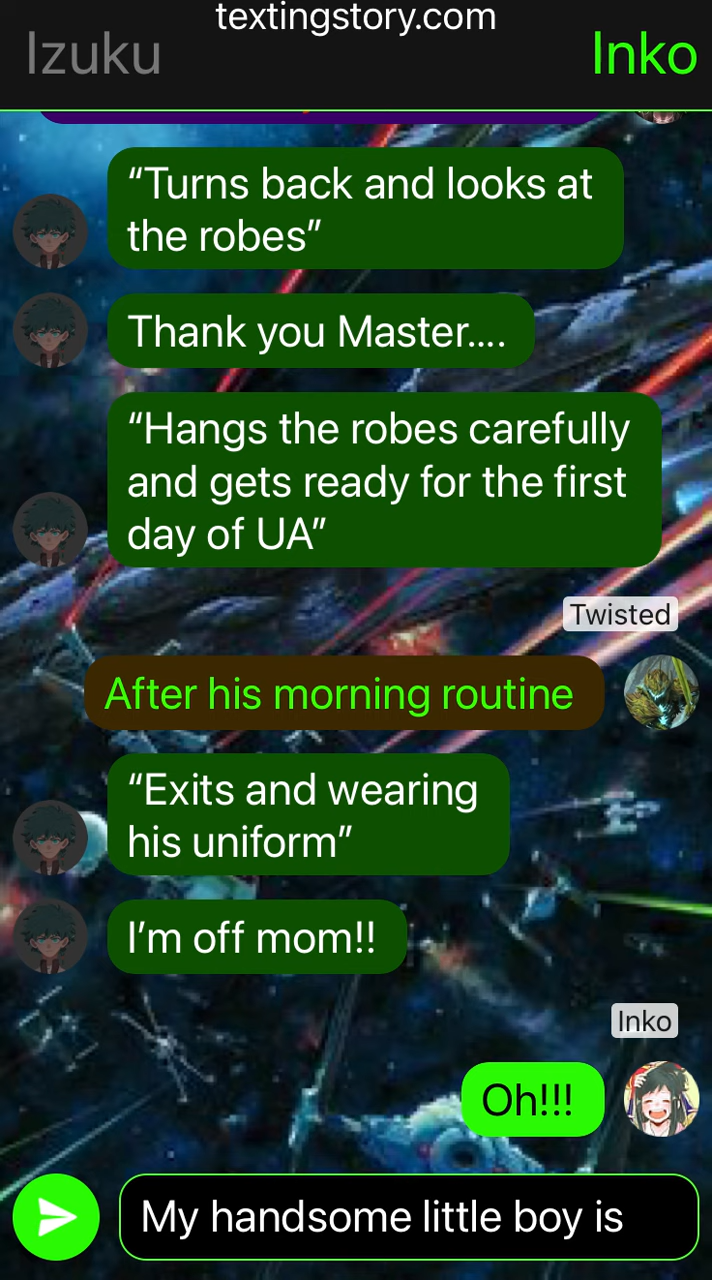 textingstory.com
Izuku
Inko
“Turns back and looks at
the robes”
Thank you Master....
“Hangs the robes carefully
and gets ready for the first
day of UA”
Twisted
After his morning routine
“Exits and wearing
his uniform”
I’m off mom!!
Inko
Oh!!!
My handsome little boy is